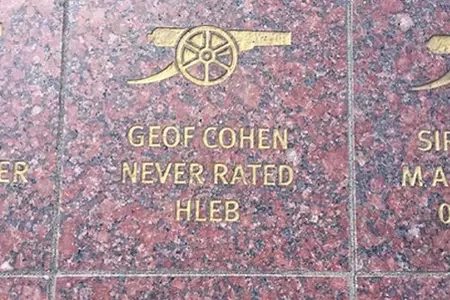 GEOF COHEN
NEVER RATED
HLEB